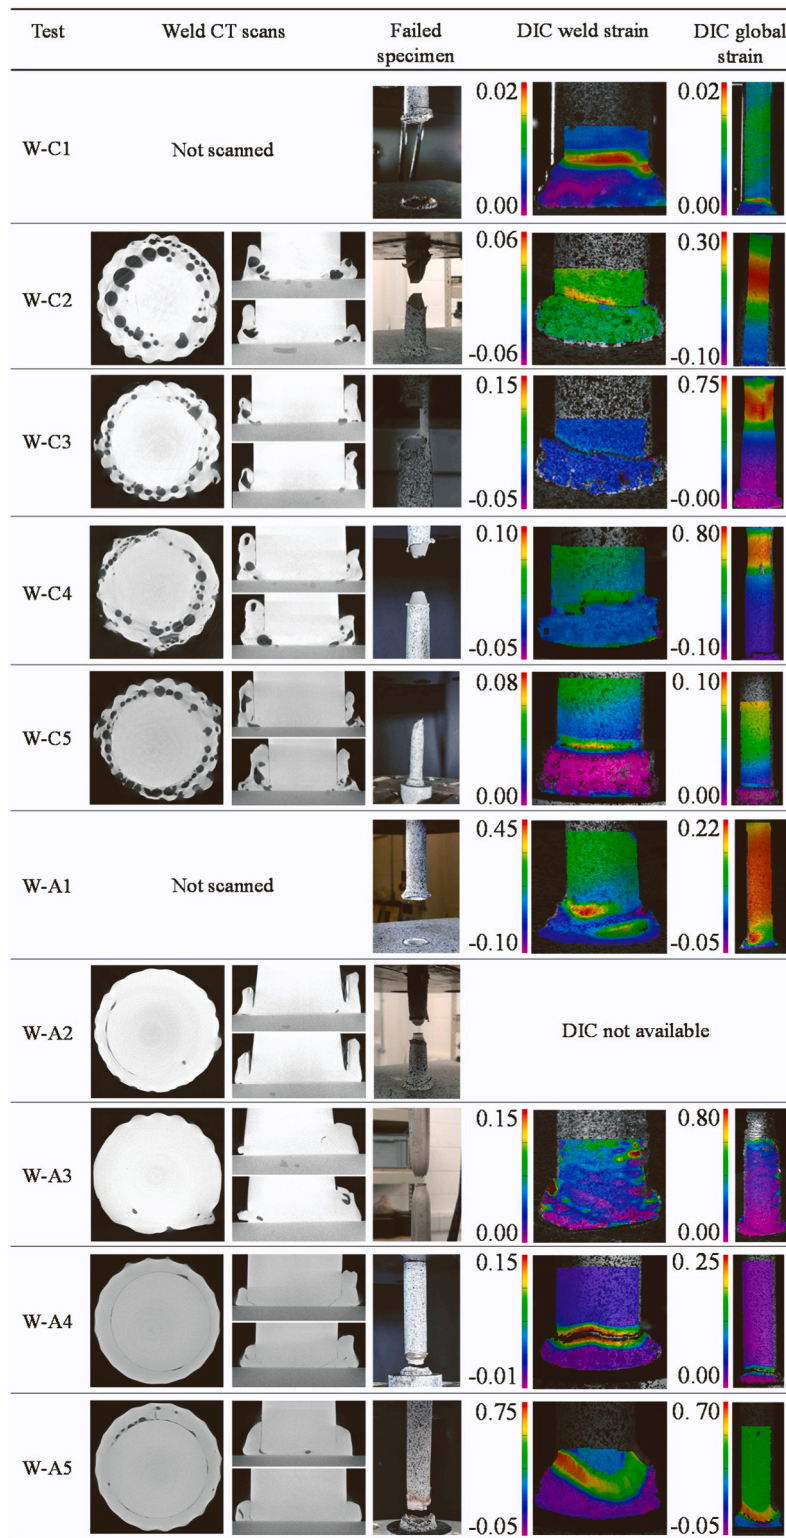 Test Weld CT scans Failed specimen DIC weld strain DIC global strain
W-C1 Not scanned 0.02 0.00 0.02 0.00
W-C2 0.06 -0.06 0.30 -0.10
W-C3 0.15 -0.05 0.75 -0.00
W-C4 0.10 -0.05 0. 80 -0.10
W-C5 0.08 0.00 0. 10 0.00
W-A1 Not scanned 0.45 -0.10 0.22 -0.05
W-A2 DIC not available
W-A3 0.15 0.00 0.80 0.00
W-A4 0.15 -0.01 0. 25 0.00
W-A5 0.75 -0.05 0. 70 -0.05